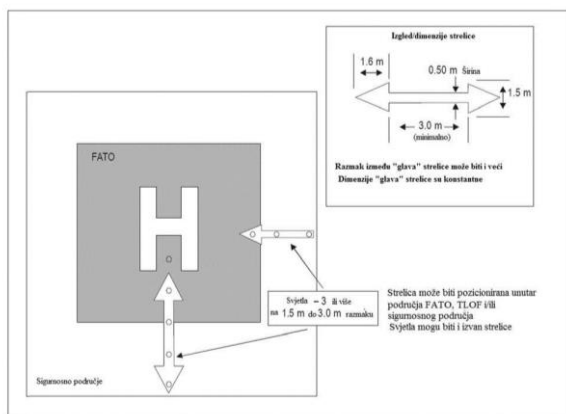 Izgled/dimenzije strelice
1.6 m
0.50 m Širina
1.5 m
3.0 m
(minimalno)
Razmak između "glava" strelice može biti i veći
Dimenzije "glava" strelice su konstantne
FATO
H
Svjetla – 3 ili više
na 1.5 m do 3.0 m razmaku
Strelica može biti pozicionirana unutar
područja FATO, TLOF i/ili
sigurnosnog područja
Svjetla mogu biti i izvan strelice
Sigurnosno područje